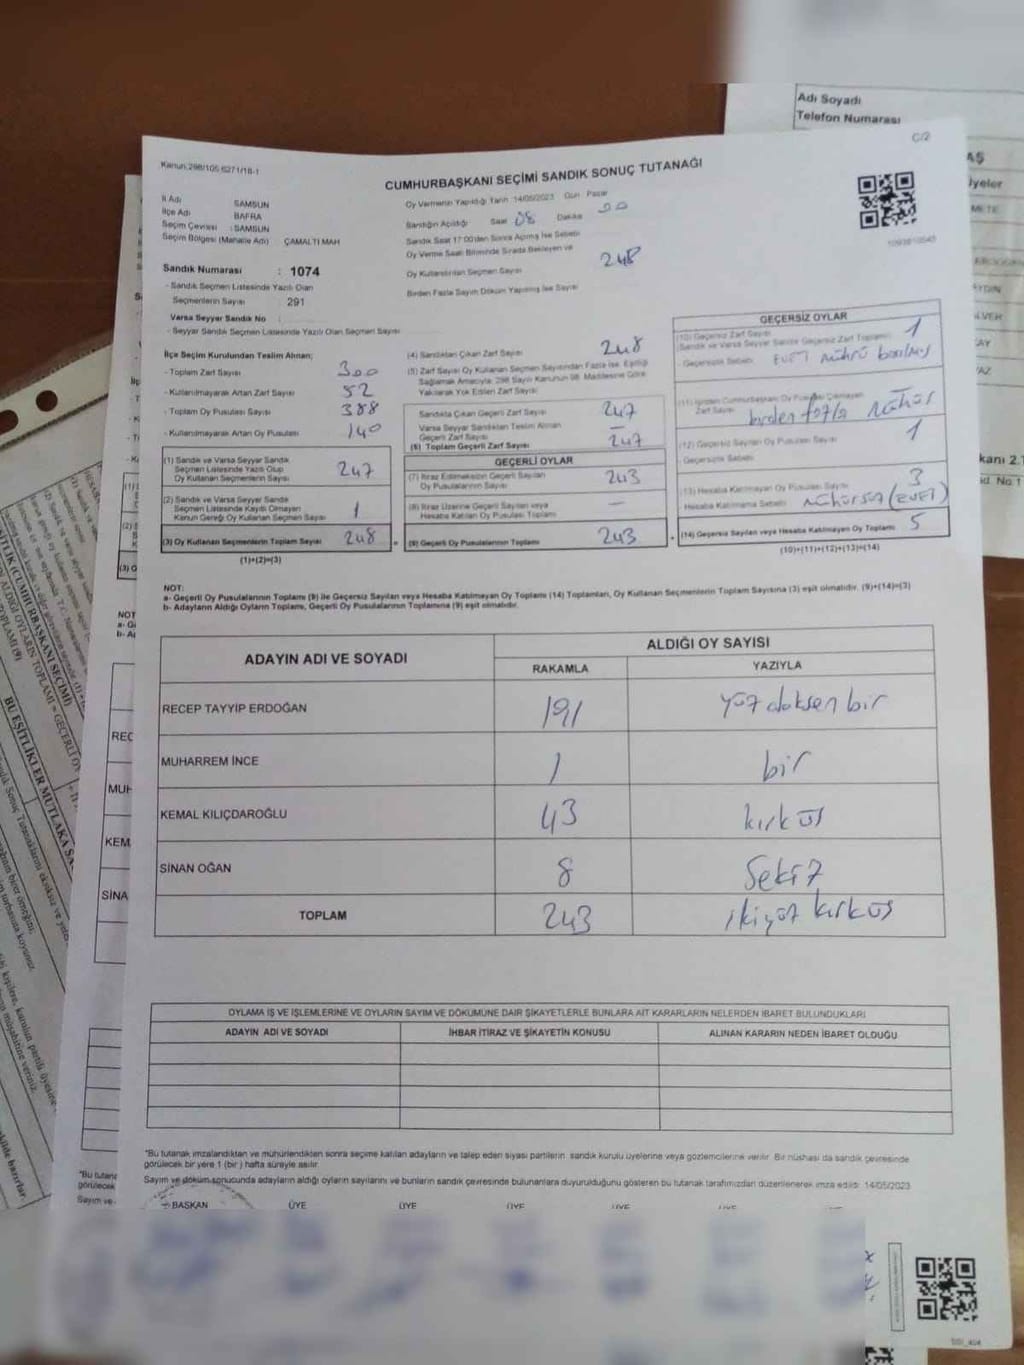 Adı Soyadı
Telefon Numarası
C/2
CUMHURBAŞKANI SEÇİMİ SANDIK SONUÇ TUTANAĞI
İl Adı SAMSUN
İlçe Adı BAFRA
Seçim Çevresi : SAMSUN
Seçim Bölgesi (Mahalle Adı) ÇAMALTI MAH
Sandık Numarası : 1074
- Sandık Seçmen Listesinde Yazılı Olan
Seçmenlerin Sayısı 291
Varsa Seyyar Sandık No
- Seyyar Sandık Seçmen Listesinde Yazılı Olan Seçmen Sayısı
Oy Vermenin Yapıldığı Tarih 14/05/2023 Gün Pazar
Sandığın Açıldığı Saat 08 Dakika 00
Sandık Saat 17:00'den Sonra Açılmış İse Sebebi
Oy Verme Saati Bitiminde Sırada Bekleyen ve
Oy Kullandırılan Seçmen Sayısı 248
Birden Fazla Sayım Döküm Yapılmış İse Sayısı
İlçe Seçim Kurulundan Teslim Alınan;
- Toplam Zarf Sayısı 300
- Kullanılmayarak Artan Zarf Sayısı 52
- Toplam Oy Pusulası Sayısı 388
- Kullanılmayarak Artan Oy Pusulası 140
(1) Sandık ve Varsa Seyyar Sandık
Seçmen Listesinde Yazılı Olup
Oy Kullanan Seçmenlerin Sayısı 247
(2) Sandık ve Varsa Seyyar Sandık
Seçmen Listesinde Kayıtlı Olmayan
Kanun Gereği Oy Kullanan Seçmen Sayısı 1
(3) Oy Kullanan Seçmenlerin Toplam Sayısı 248
(1)+(2)=(3)
(4) Sandıktan Çıkan Zarf Sayısı 248
(5) Zarf Sayısı Oy Kullanan Seçmen Sayısından Fazla ise, Eşitliği
Sağlamak Amacıyla; 298 Sayılı Kanunun 98. Maddesine Göre
Yakılarak Yok Edilen Zarf Sayısı
Sandıkta Çıkan Geçerli Zarf Sayısı 247
Varsa Seyyar Sandıktan Teslim Alınan
Geçerli Zarf Sayısı —
(6) Toplam Geçerli Zarf Sayısı 247
GEÇERLİ OYLAR
(7) İtiraz Edilmeksizin Geçerli Sayılan
Oy Pusulalarının Sayısı 243
(8) İtiraz Üzerine Geçerli Sayılan veya
Hesaba Katılan Oy Pusulası Toplamı —
(9) Geçerli Oy Pusulalarının Toplamı 243
GEÇERSİZ OYLAR
(10) Geçersiz Zarf Sayısı
(Sandık ve Varsa Seyyar Sandık Geçersiz Zarf Toplamı) 1
- Geçersizlik Sebebi: EVET mührü basılmış
Zarf Sayısı
birden fazla mühür
(12) Geçersiz Sayılan Oy Pusulası Sayısı 1
- Geçersizlik Sebebi
(13) Hesaba Katılmayan Oy Pusulası Sayısı 3
Hesaba Katılmama Sebebi mühürsüz (EVET)
(14) Geçersiz Sayılan veya Hesaba Katılmayan Oy Toplamı 5
(10)+(11)+(12)+(13)=(14)
NOT:
a- Geçerli Oy Pusulalarının Toplamı (9) ile Geçersiz Sayılan veya Hesaba Katılmayan Oy Toplamı (14) Toplamları, Oy Kullanan Seçmenlerin Toplam Sayısına (3) eşit olmalıdır. (9)+(14)=(3)
b- Adayların Aldığı Oyların Toplamı, Geçerli Oy Pusulalarının Toplamına (9) eşit olmalıdır.
ADAYIN ADI VE SOYADI ALDIĞI OY SAYISI
RAKAMLA YAZIYLA
RECEP TAYYİP ERDOĞAN 191 yüz doksen bir
MUHARREM İNCE 1 bir
KEMAL KILIÇDAROĞLU 43 kırk üç
SİNAN OĞAN 8 Sekiz
TOPLAM 243 ikiyüz kırküç
OYLAMA İŞ VE İŞLEMLERİNE VE OYLARIN SAYIM VE DÖKÜMÜNE DAİR ŞİKAYETLERLE BUNLARA AİT KARARLARIN NELERDEN İBARET BULUNDUKLARI
ADAYIN ADI VE SOYADI İHBAR İTİRAZ VE ŞİKAYETİN KONUSU ALINAN KARARIN NEDEN İBARET OLDUĞU
*Bu tutanak imzalandıktan ve mühürlendikten sonra seçime katılan adayların ve talep eden siyasi partilerin sandık kurulu üyelerine veya gözlemcilerine verilir. Bir nüshası da sandık çevresinde
görülecek bir yere 1 (bir) hafta süreyle asılır.
Sayım ve döküm sonucunda adayların aldığı oyların sayılarını ve bunların sandık çevresinde bulunanlara duyurulduğunu gösteren bu tutanak tarafımızdan düzenlenerek imza edildi. 14/05/2023
BAŞKAN ÜYE ÜYE ÜYE ÜYE ÜYE